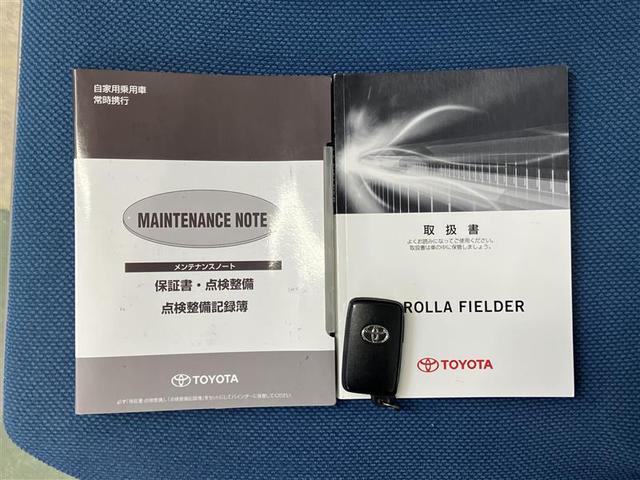 自家用乗用車
常時携行
MAINTENANCE NOTE
メンテナンスノート
保証書・点検整備
点検整備記録簿
TOYOTA
取扱書
よくお読みになってご使用ください。
取扱書は車の中に保管しましょう。
ROLLA FIELDER
TOYOTA